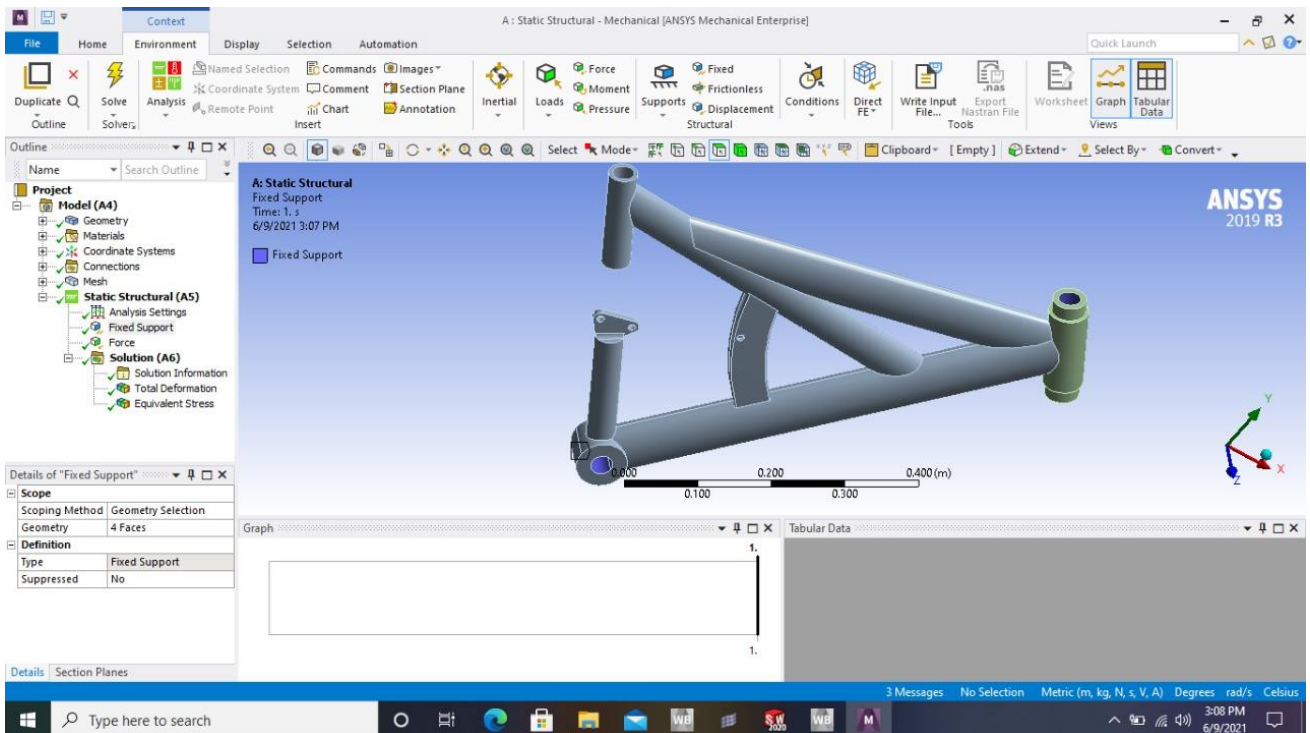 Context
A : Static Structural - Mechanical [ANSYS Mechanical Enterprise]
File Home Environment Display Selection Automation
Quick Launch
Duplicate
Outline
Solve
Solvers
Analysis
Named Selection
Coordinate System
Remote Point
Commands
Comment
Chart
Images
Section Plane
Annotation
Insert
Inertial
Loads
Force
Moment
Pressure
Supports
Fixed
Frictionless
Displacement
Structural
Conditions
Direct FE
Write Input File...
Export Nastran File
.nas
Tools
Worksheet
Graph
Tabular Data
Views
Outline
Select Mode Clipboard [ Empty ] Extend Select By Convert
Name Search Outline
Project
Model (A4)
Geometry
Materials
Coordinate Systems
Connections
Mesh
Static Structural (A5)
Analysis Settings
Fixed Support
Force
Solution (A6)
Solution Information
Total Deformation
Equivalent Stress
A: Static Structural
Fixed Support
Time: 1. s
6/9/2021 3:07 PM
Fixed Support
ANSYS
2019 R3
Y
X
Z
0.000 0.200 0.400 (m)
0.100 0.300
Details of "Fixed Support"
Scope
Scoping Method Geometry Selection
Geometry 4 Faces
Definition
Type Fixed Support
Suppressed No
Graph
1.
1.
Tabular Data
Details Section Planes
3 Messages No Selection Metric (m, kg, N, s, V, A) Degrees rad/s Celsius
Type here to search
WB
SW
2020
WB
M
3:08 PM
6/9/2021